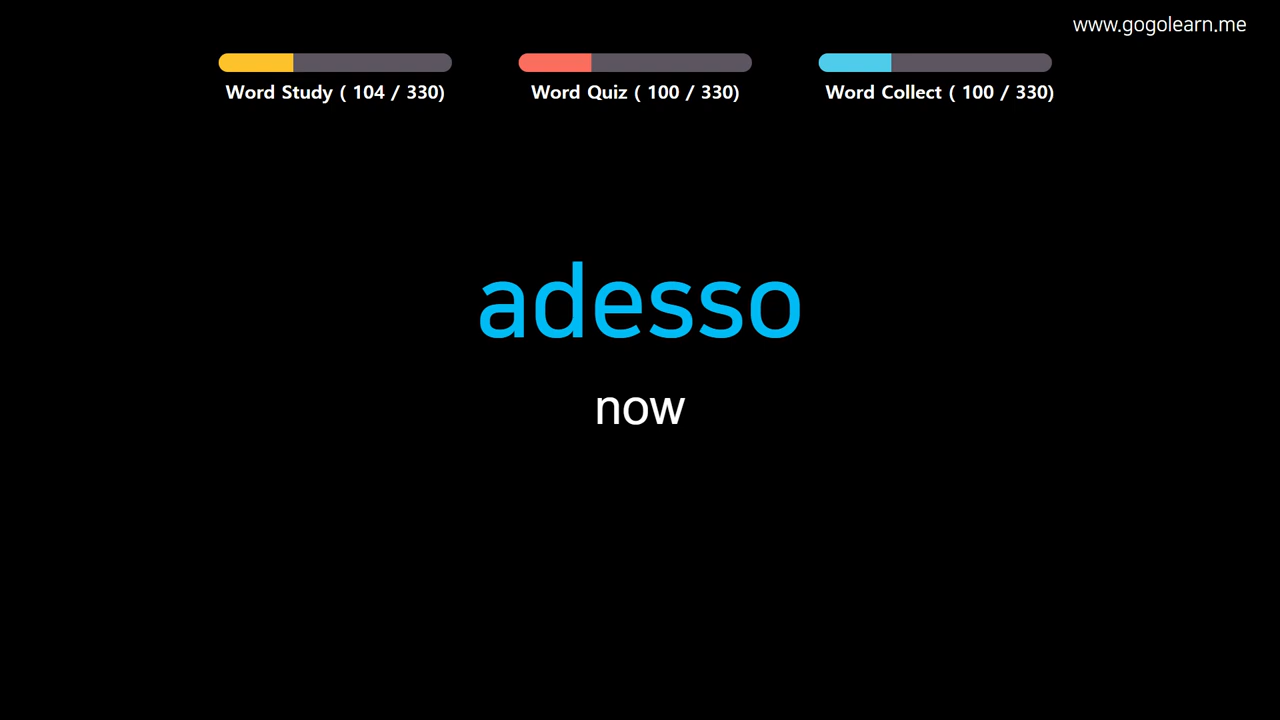 www.gogolearn.me
Word Study ( 104 / 330)
Word Quiz ( 100 / 330)
Word Collect ( 100 / 330)
adesso
now